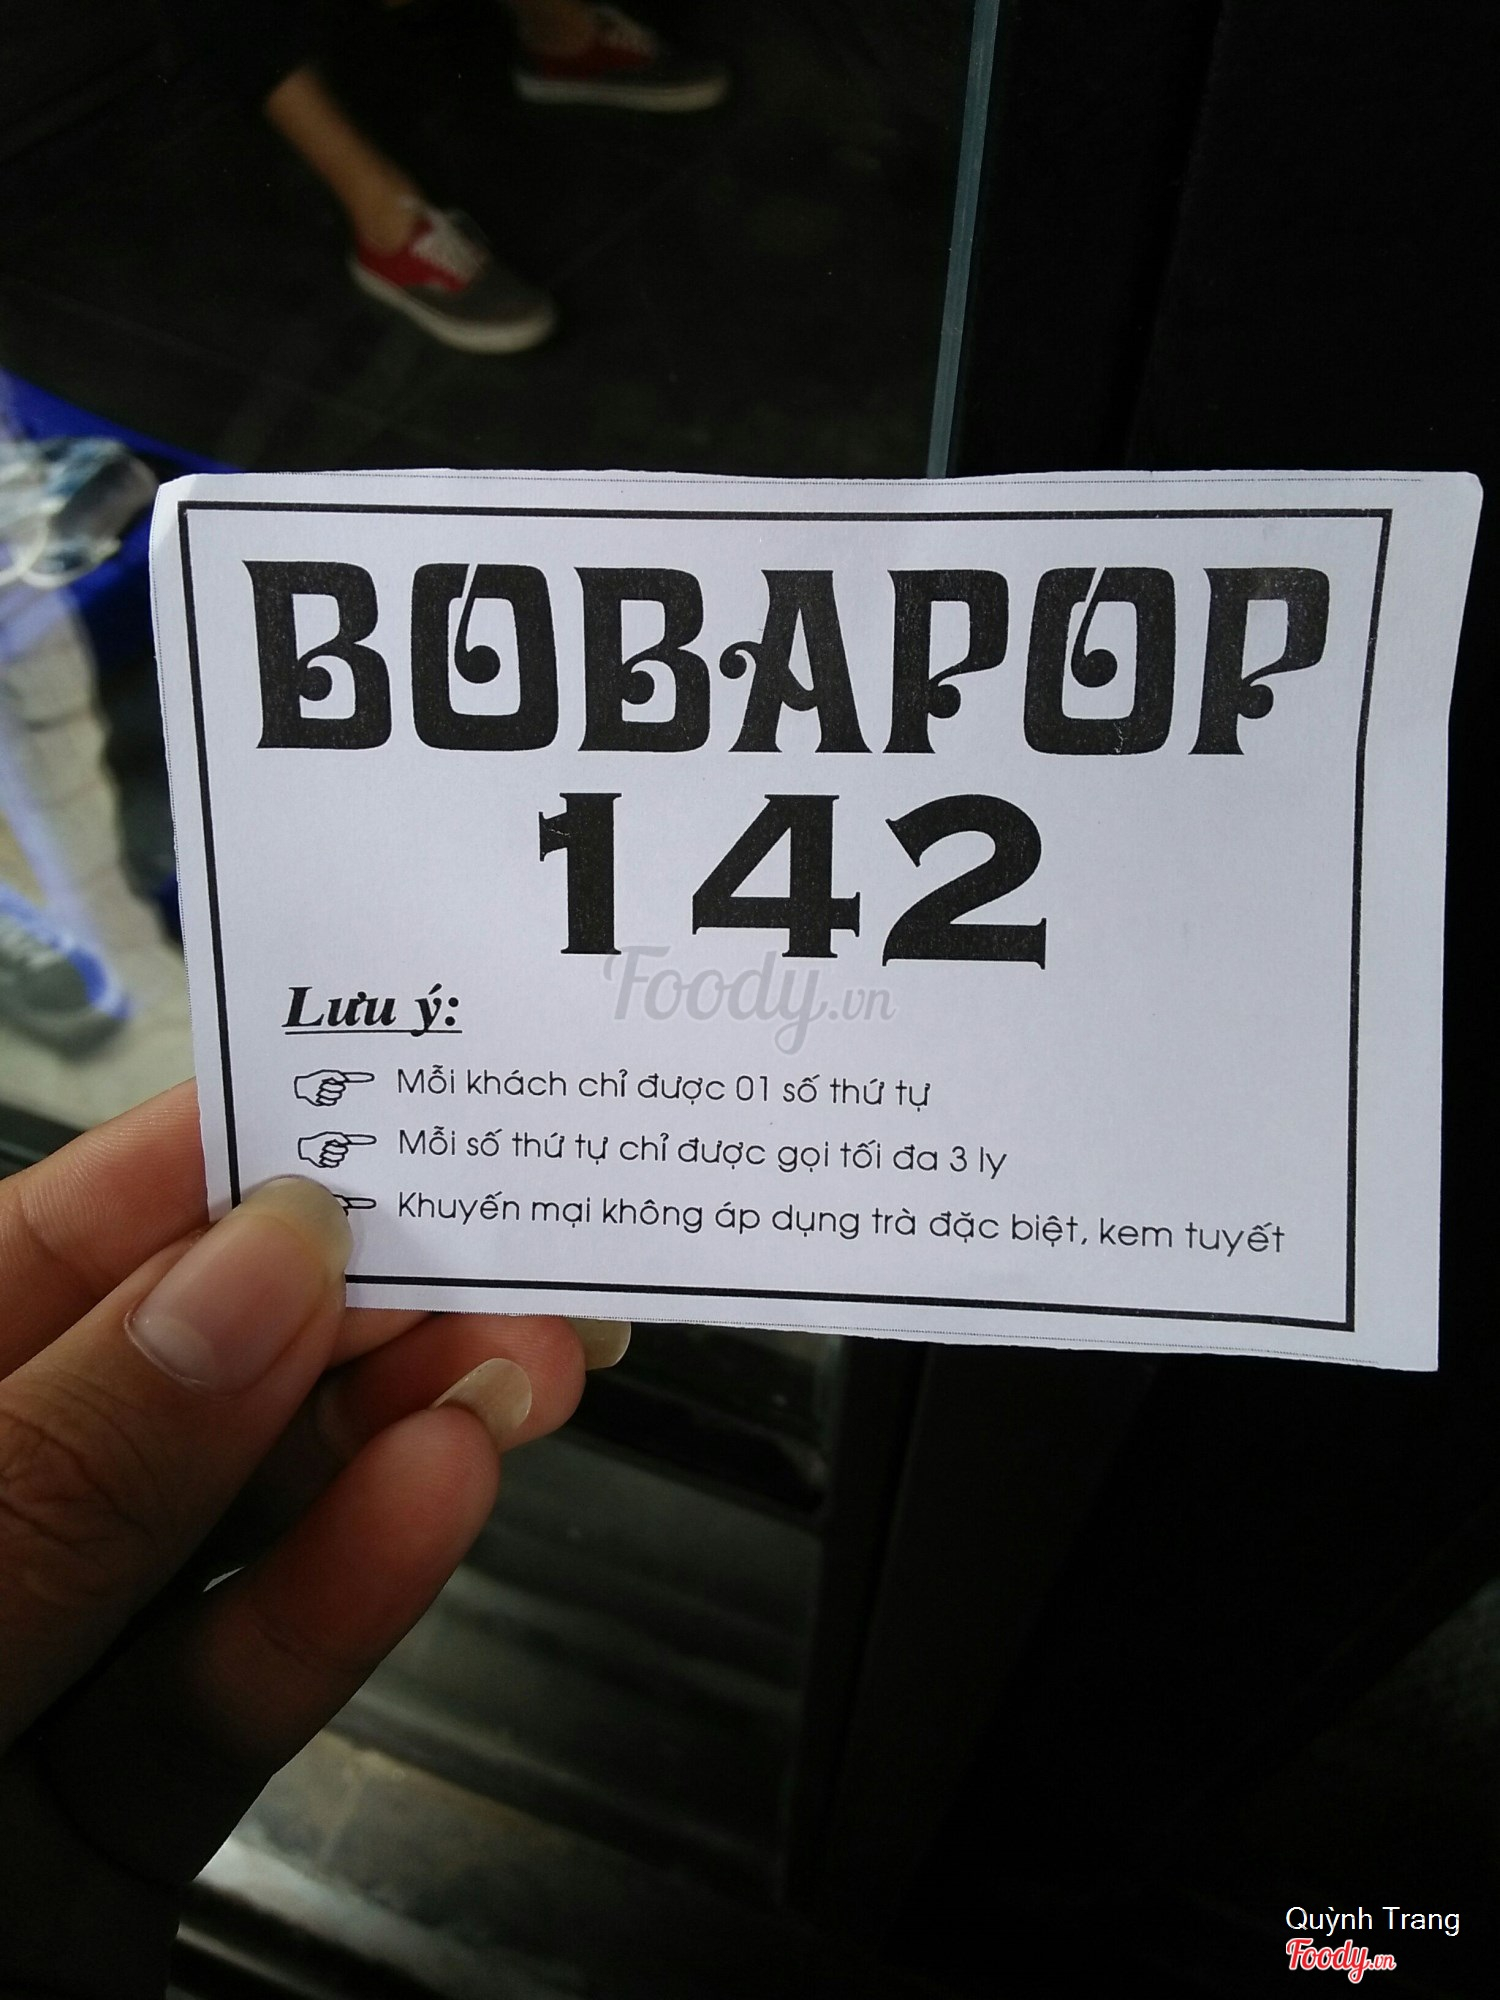 BOBAPOP
142
Foody.vn
Lưu ý:
Mỗi khách chỉ được 01 số thứ tự
Mỗi số thứ tự chỉ được gọi tối đa 3 ly
Khuyến mại không áp dụng trà đặc biệt, kem tuyết
Quỳnh Trang
Foody.vn